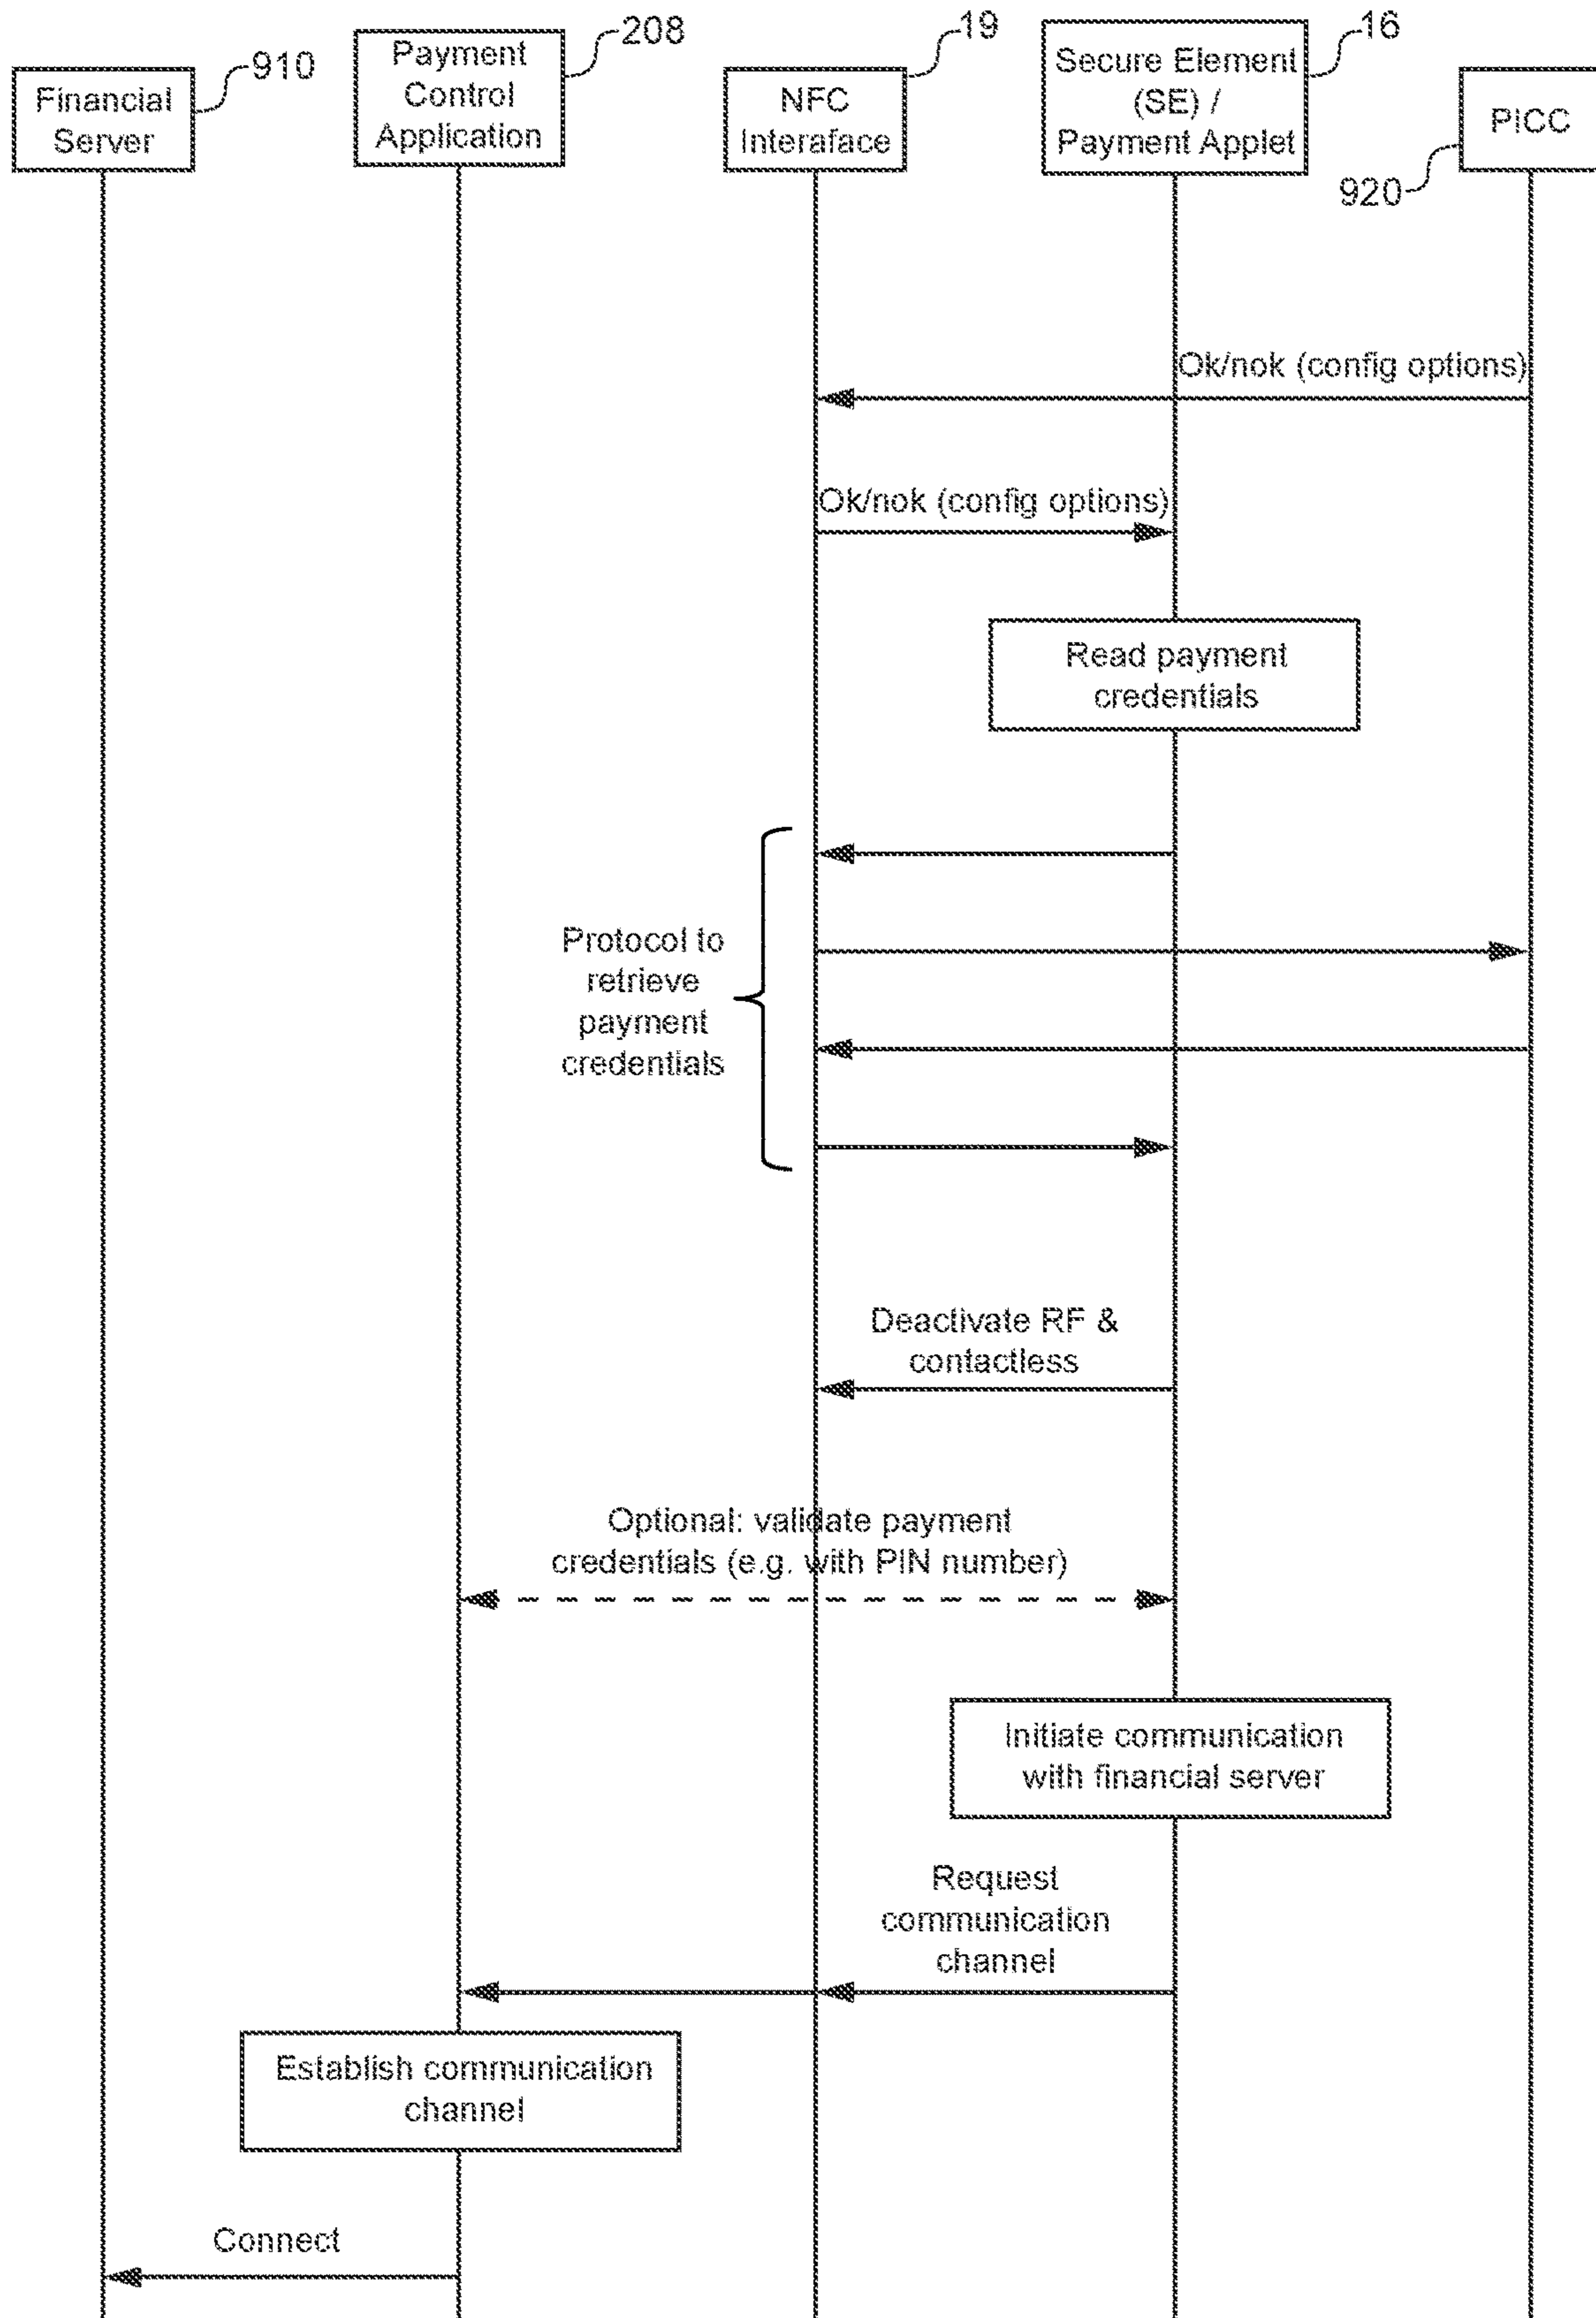 910
208
19
16
Financial
Server
Payment
Control
Application
NFC
Interaface
Secure Element
(SE) /
Payment Applet
PICC
920
Ok/nok (config options)
Ok/nok (config options)
Read payment
credentials
Protocol to
retrieve
payment
credentials
Deactivate RF &
contactless
Optional: validate payment
credentials (e.g. with PIN number)
Initiate communication
with financial server
Request
communication
channel
Establish communication
channel
Connect